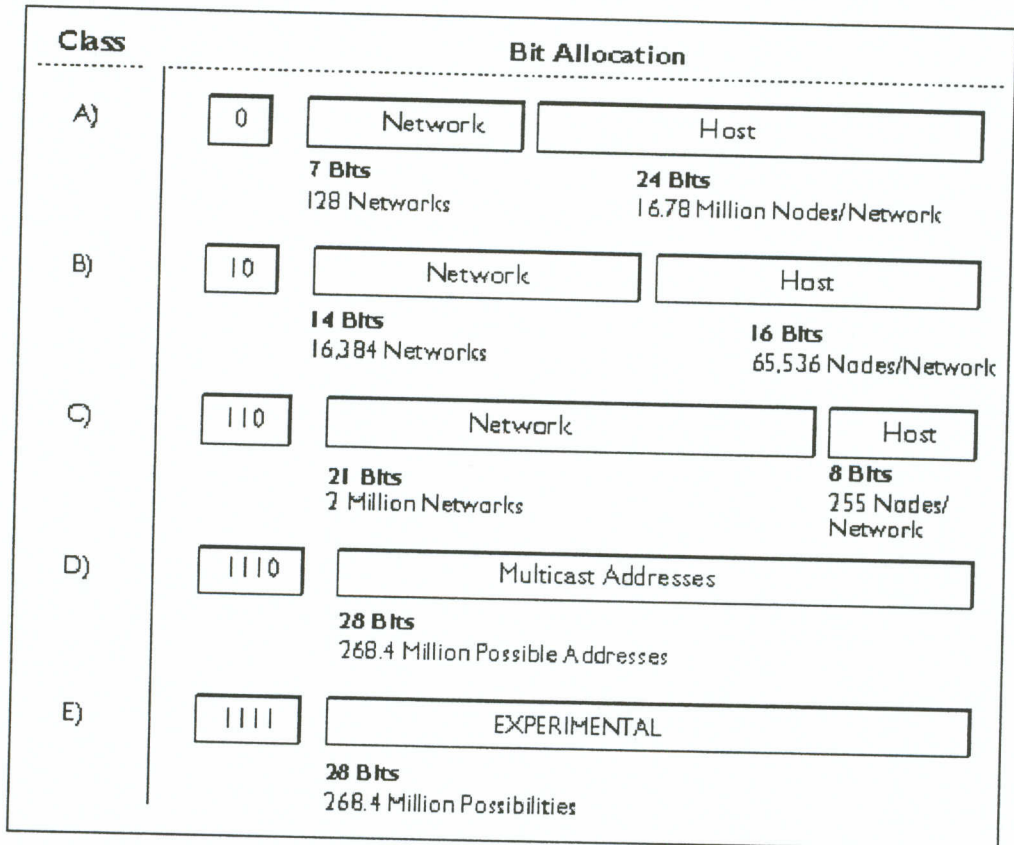 Class
Bit Allocation
A)
0
Network
Host
7 Bits
24 Bits
128 Networks
16.78 Million Nodes/Network
B)
10
Network
Host
14 Bits
16 Bits
16,384 Networks
65,536 Nodes/Network
C)
110
Network
Host
21 Bits
8 Bits
2 Million Networks
255 Nodes/
Network
D)
1110
Multicast Addresses
28 Bits
268.4 Million Possible Addresses
E)
1111
EXPERIMENTAL
28 Bits
268.4 Million Possibilities